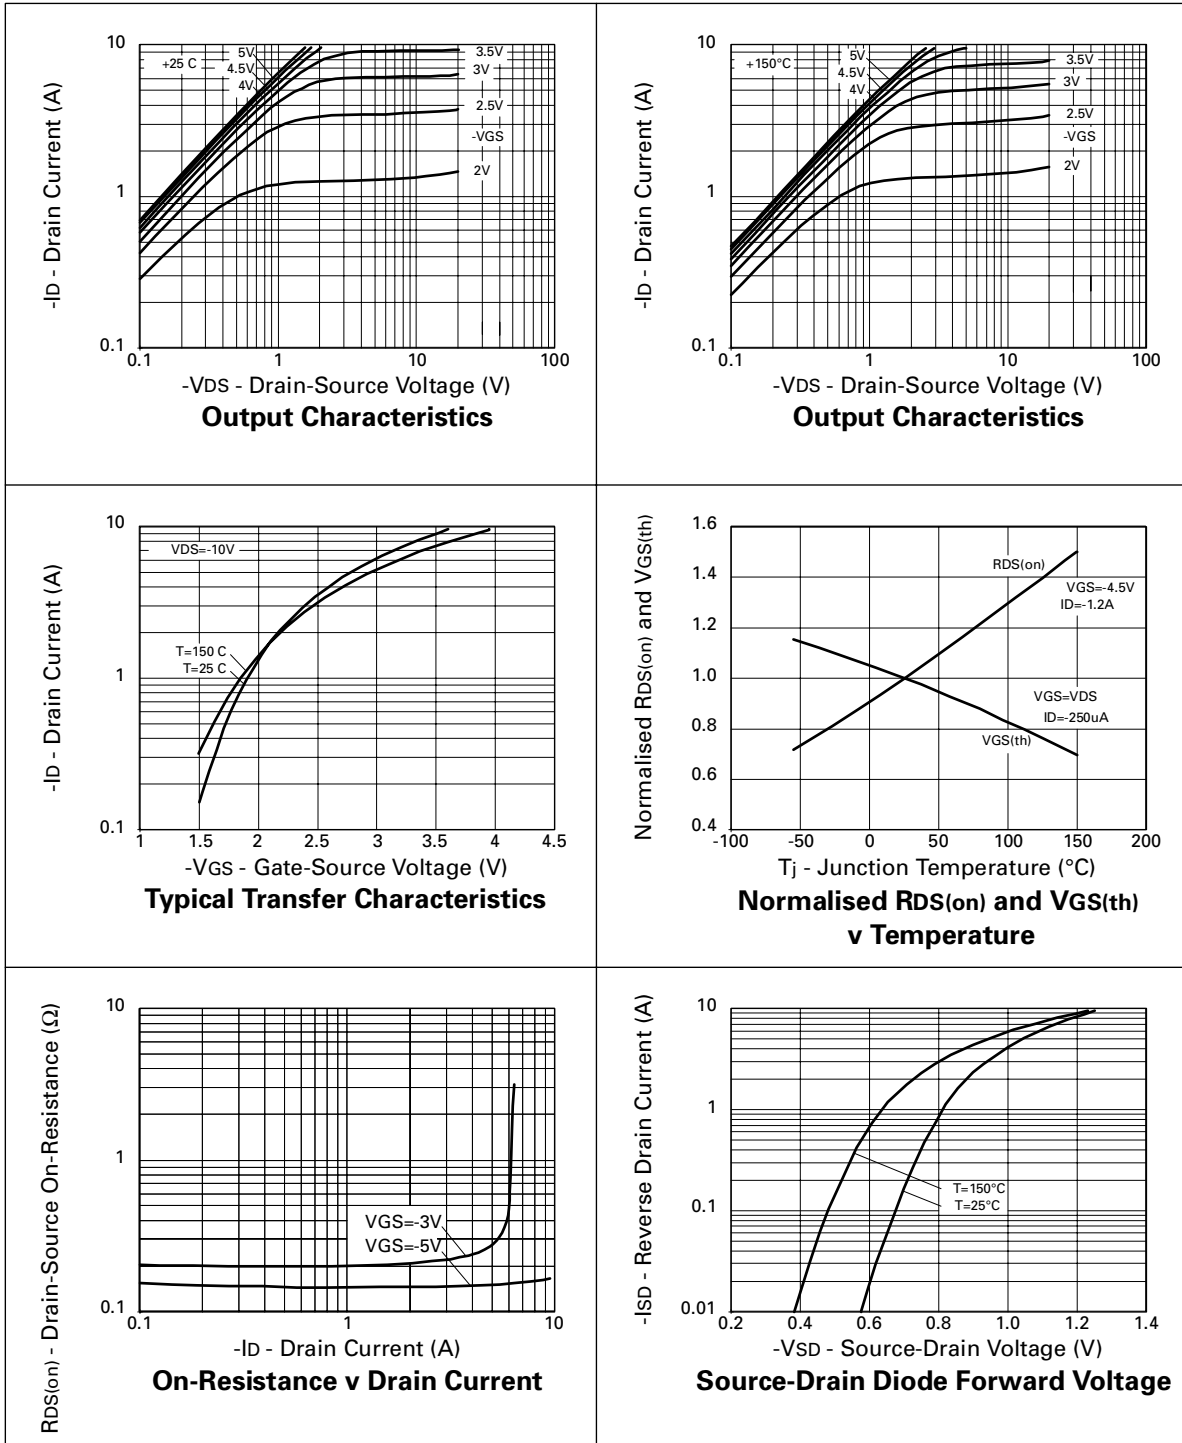 10
+25 C
5V
4.5V
4V
3.5V
3V
2.5V
-VGS
2V
1
0.1
-ID - Drain Current (A)
0.1
1
10
100
-VDS - Drain-Source Voltage (V)
Output Characteristics
10
+150°C
5V
4.5V
4V
3.5V
3V
2.5V
-VGS
2V
1
0.1
-ID - Drain Current (A)
0.1
1
10
100
-VDS - Drain-Source Voltage (V)
Output Characteristics
10
VDS=-10V
T=150 C
T=25 C
1
0.1
-ID - Drain Current (A)
1
1.5
2
2.5
3
3.5
4
4.5
-VGS - Gate-Source Voltage (V)
Typical Transfer Characteristics
1.6
1.4
1.2
1.0
0.8
0.6
0.4
Normalised RDS(on) and VGS(th)
RDS(on)
VGS=-4.5V
ID=-1.2A
VGS=VDS
ID=-250uA
VGS(th)
-100
-50
0
50
100
150
200
Tj - Junction Temperature (°C)
Normalised RDS(on) and VGS(th)
v Temperature
10
1
0.1
RDS(on) - Drain-Source On-Resistance (Ω)
VGS=-3V
VGS=-5V
0.1
1
10
-ID - Drain Current (A)
On-Resistance v Drain Current
10
1
0.1
0.01
-ISD - Reverse Drain Current (A)
T=150°C
T=25°C
0.2
0.4
0.6
0.8
1.0
1.2
1.4
-VSD - Source-Drain Voltage (V)
Source-Drain Diode Forward Voltage